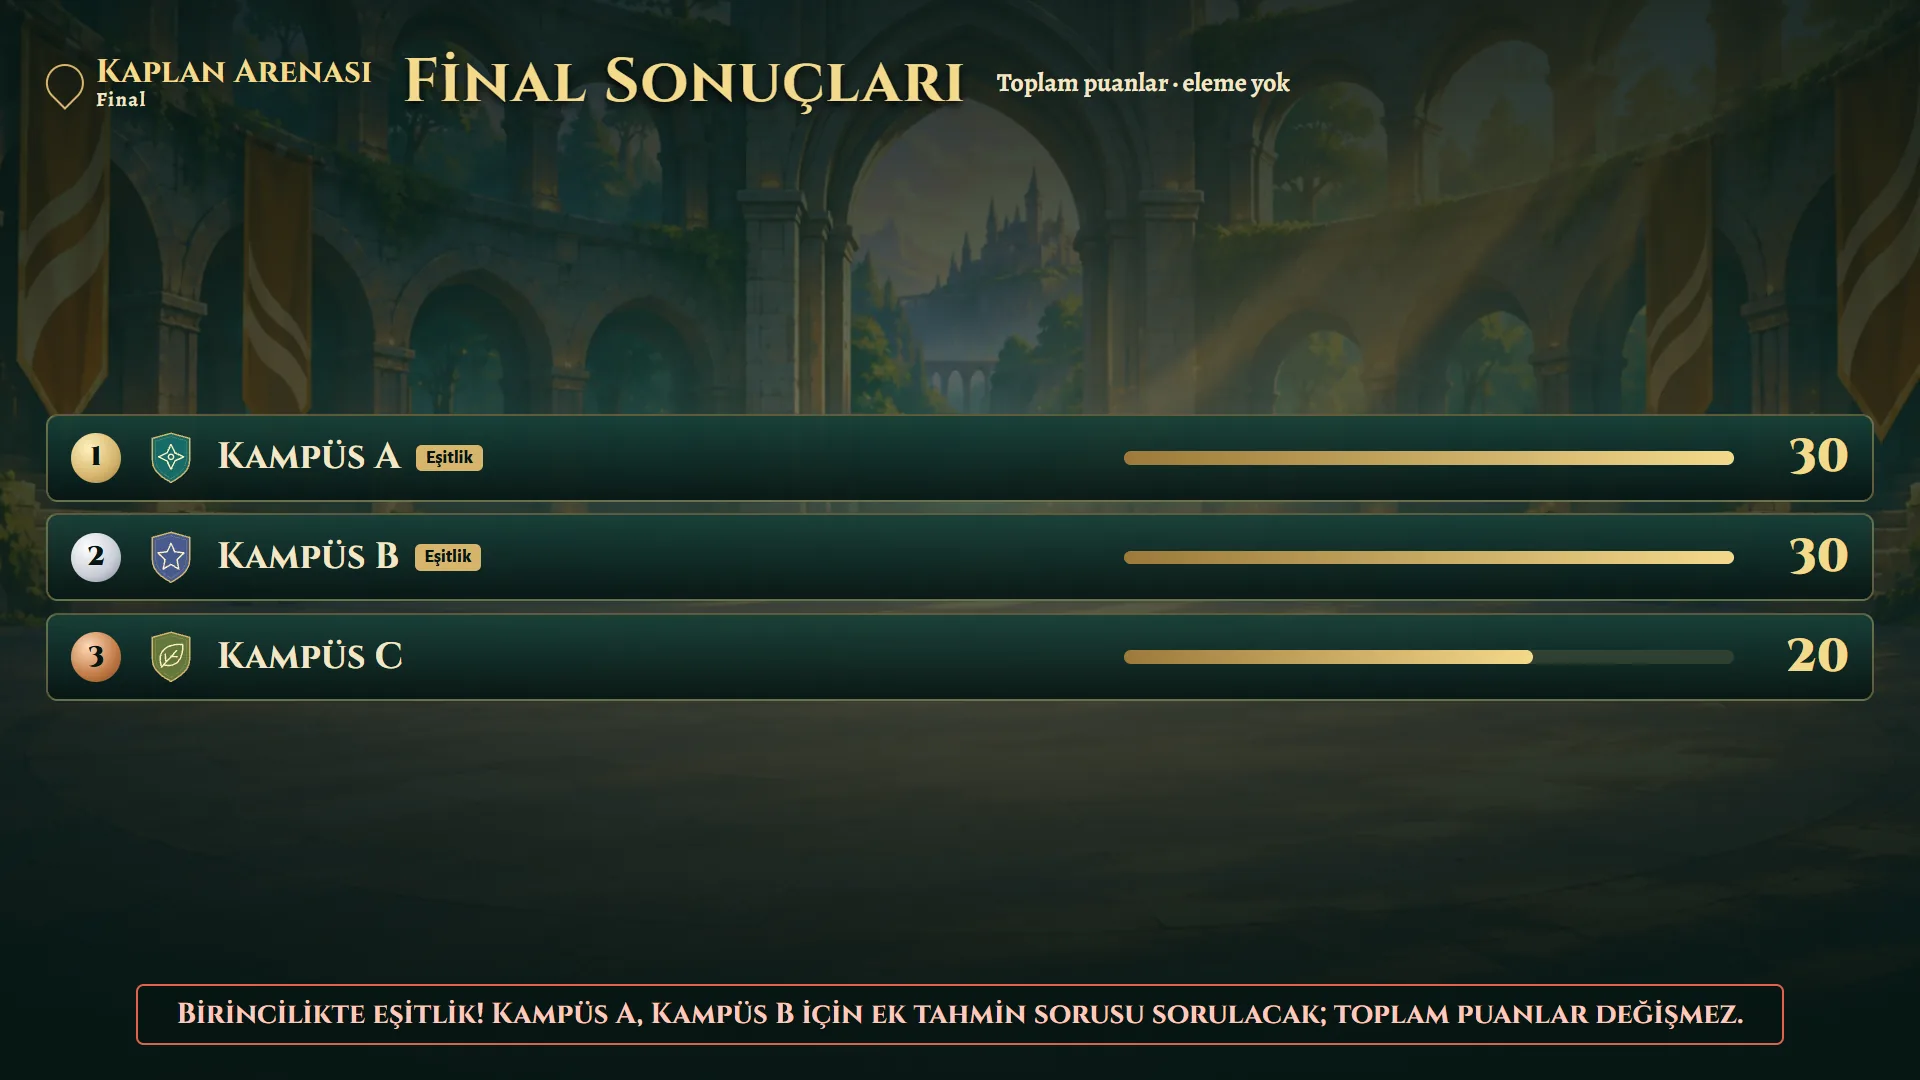 Kaplan Arenası
Final
Final Sonuçları
Toplam puanlar · eleme yok
1 Kampüs A Eşitlik 30
2 Kampüs B Eşitlik 30
3 Kampüs C 20
Birincilikte eşitlik! Kampüs A, Kampüs B için ek tahmin sorusu sorulacak; toplam puanlar değişmez.